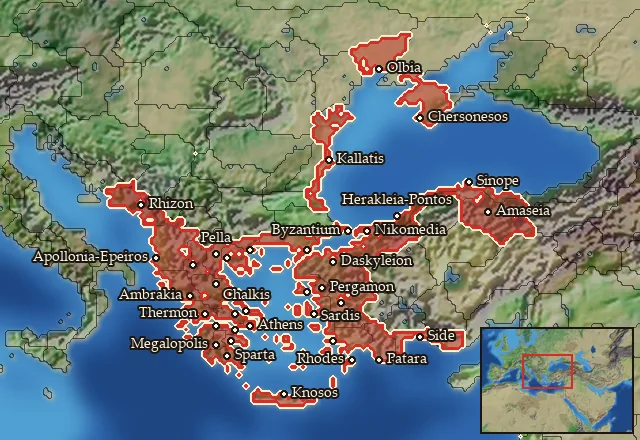 Olbia
Chersonesos
Kallatis
Sinope
Herakleia-Pontos
Rhizon
Amaseia
Pella
Byzantium
Nikomedia
Apollonia-Epeiros
Daskyleion
Ambrakia
Chalkis
Pergamon
Thermon
Sardis
Athens
Side
Megalopolis
Sparta
Rhodes
Patara
Knosos